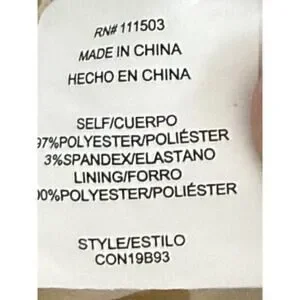 RN# 111503
MADE IN CHINA
HECHO EN CHINA
SELF/CUERPO
97%POLYESTER/POLIÉSTER
3%SPANDEX/ELASTANO
LINING/FORRO
00%POLYESTER/POLIÉSTER
STYLE/ESTILO
CON19B93